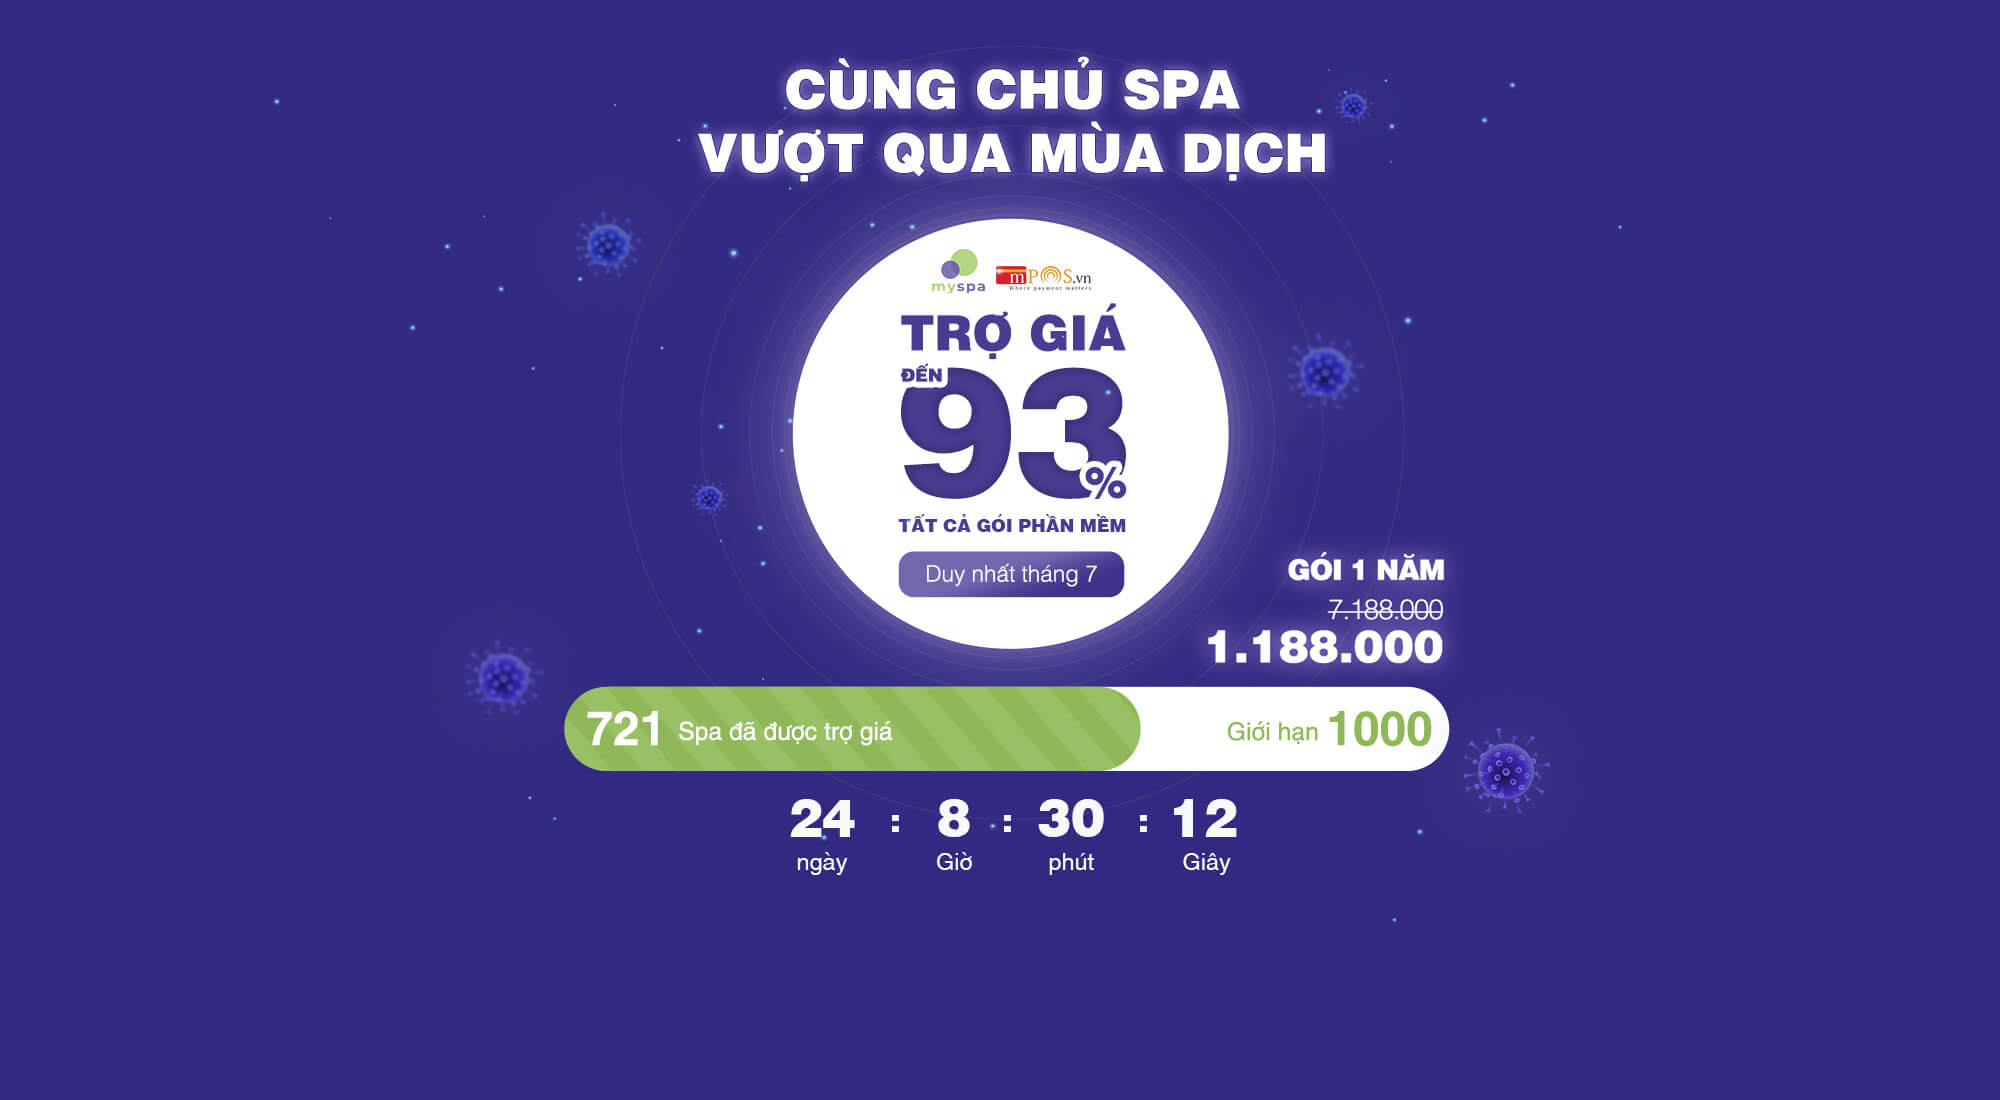 CÙNG CHỦ SPA
VƯỢT QUA MÙA DỊCH
myspa
mPOS.vn
Where payment matters
TRỢ GIÁ
ĐẾN
93%
TẤT CẢ GÓI PHẦN MỀM
Duy nhất tháng 7
GÓI 1 NĂM
7.188.000
1.188.000
721 Spa đã được trợ giá
Giới hạn 1000
24 : 8 : 30 : 12
ngày Giờ phút Giây